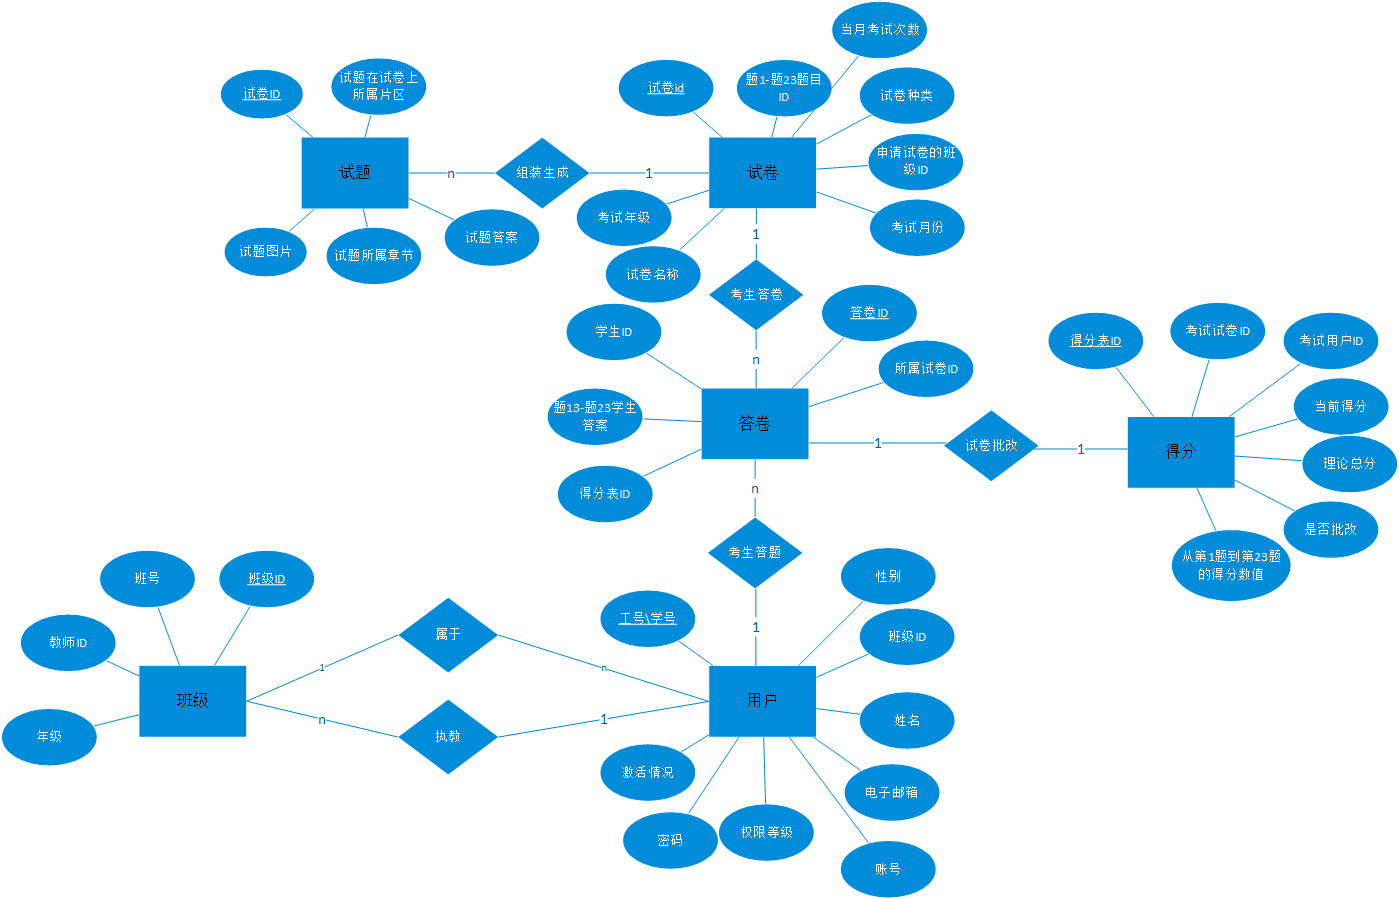 当月考试次数
试卷ID
试题在试卷上
所属片区
试卷id
题1-题23题目
ID
试卷种类
试题
n
组装生成
1
试卷
申请试卷的班
级ID
试题图片
试题所属章节
试题答案
考试年级
试卷名称
考试月份
1
考生答卷
n
学生ID
答卷ID
所属试卷ID
题13-题23学生
答案
答卷
得分表ID
1
试卷批改
1
得分表ID
考试试卷ID
考试用户ID
当前得分
得分
理论总分
是否批改
从第1题到第23题
的得分数值
n
考生答题
1
班号
班级ID
教师ID
班级
年级
1
属于
n
n
执教
1
工号\学号
性别
班级ID
用户
姓名
激活情况
电子邮箱
密码
权限等级
账号